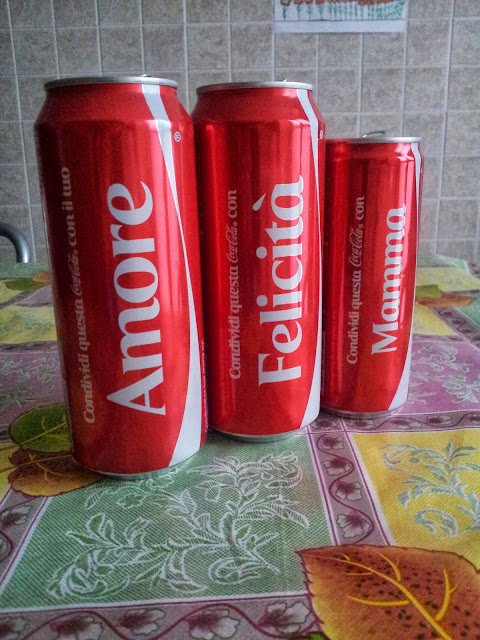 Condividi questa Coca-Cola con il tuo
Amore
®
Condividi questa Coca-Cola con
Felicità
®
Condividi questa Coca-Cola con
Mamma